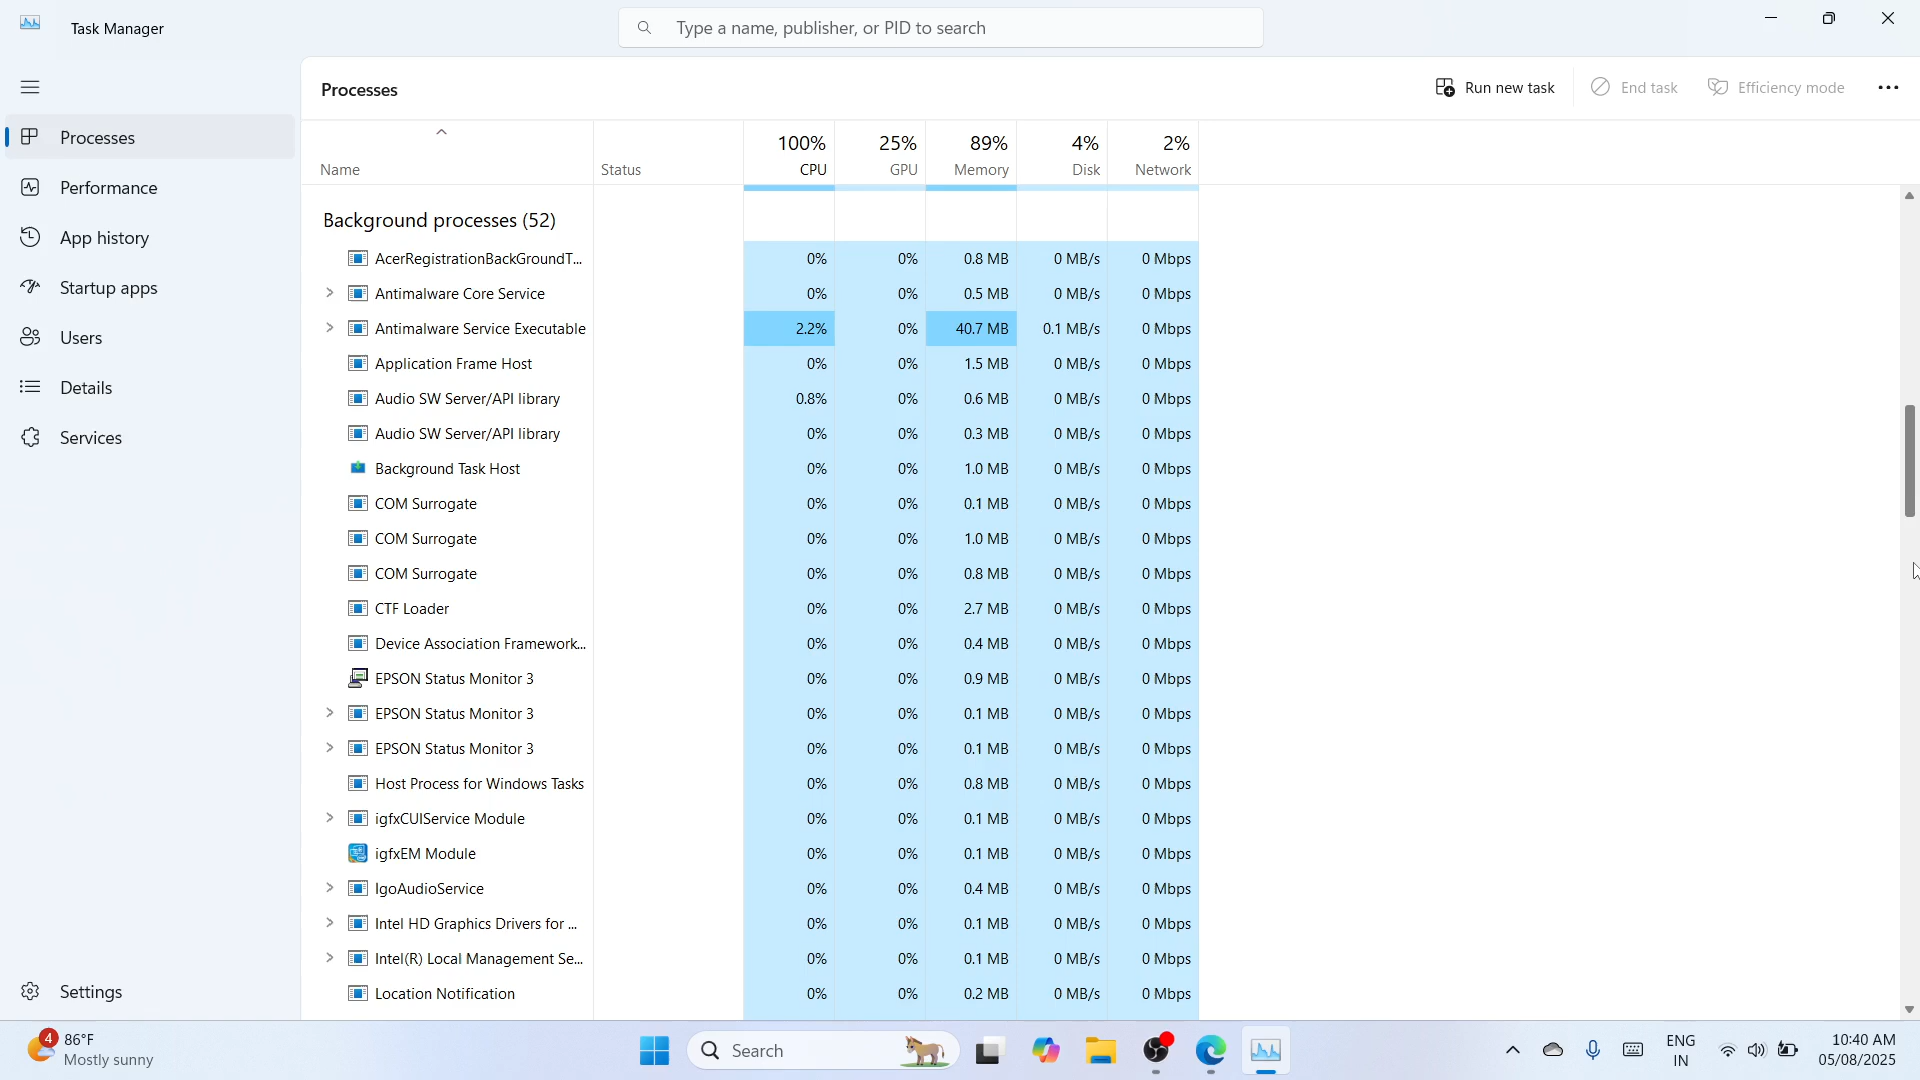 Task Manager
Type a name, publisher, or PID to search
Processes
Performance
App history
Startup apps
Users
Details
Services
Settings
Processes
Run new task
End task
Efficiency mode
Name Status 100% CPU 25% GPU 89% Memory 4% Disk 2% Network
Background processes (52)
AcerRegistrationBackGroundT... 0% 0% 0.8 MB 0 MB/s 0 Mbps
Antimalware Core Service 0% 0% 0.5 MB 0 MB/s 0 Mbps
Antimalware Service Executable 2.2% 0% 40.7 MB 0.1 MB/s 0 Mbps
Application Frame Host 0% 0% 1.5 MB 0 MB/s 0 Mbps
Audio SW Server/API library 0.8% 0% 0.6 MB 0 MB/s 0 Mbps
Audio SW Server/API library 0% 0% 0.3 MB 0 MB/s 0 Mbps
Background Task Host 0% 0% 1.0 MB 0 MB/s 0 Mbps
COM Surrogate 0% 0% 0.1 MB 0 MB/s 0 Mbps
COM Surrogate 0% 0% 1.0 MB 0 MB/s 0 Mbps
COM Surrogate 0% 0% 0.8 MB 0 MB/s 0 Mbps
CTF Loader 0% 0% 2.7 MB 0 MB/s 0 Mbps
Device Association Framework... 0% 0% 0.4 MB 0 MB/s 0 Mbps
EPSON Status Monitor 3 0% 0% 0.9 MB 0 MB/s 0 Mbps
EPSON Status Monitor 3 0% 0% 0.1 MB 0 MB/s 0 Mbps
EPSON Status Monitor 3 0% 0% 0.1 MB 0 MB/s 0 Mbps
Host Process for Windows Tasks 0% 0% 0.8 MB 0 MB/s 0 Mbps
igfxCUIService Module 0% 0% 0.1 MB 0 MB/s 0 Mbps
igfxEM Module 0% 0% 0.1 MB 0 MB/s 0 Mbps
IgoAudioService 0% 0% 0.4 MB 0 MB/s 0 Mbps
Intel HD Graphics Drivers for ... 0% 0% 0.1 MB 0 MB/s 0 Mbps
Intel(R) Local Management Se... 0% 0% 0.1 MB 0 MB/s 0 Mbps
Location Notification 0% 0% 0.2 MB 0 MB/s 0 Mbps
4
86°F
Mostly sunny
Search
ENG
IN
10:40 AM
05/08/2025